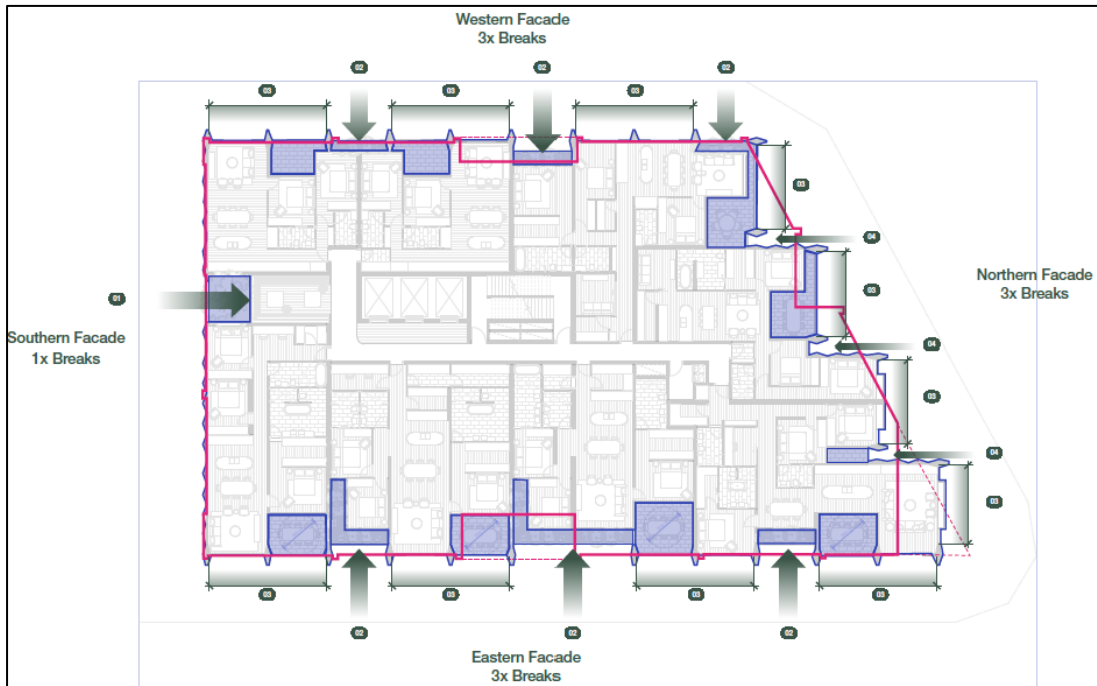 Western Facade
3x Breaks
02
02
02
03
03
03
03
04
03
Northern Facade
3x Breaks
01
Southern Facade
1x Breaks
04
03
04
03
03
03
03
03
02
02
02
Eastern Facade
3x Breaks